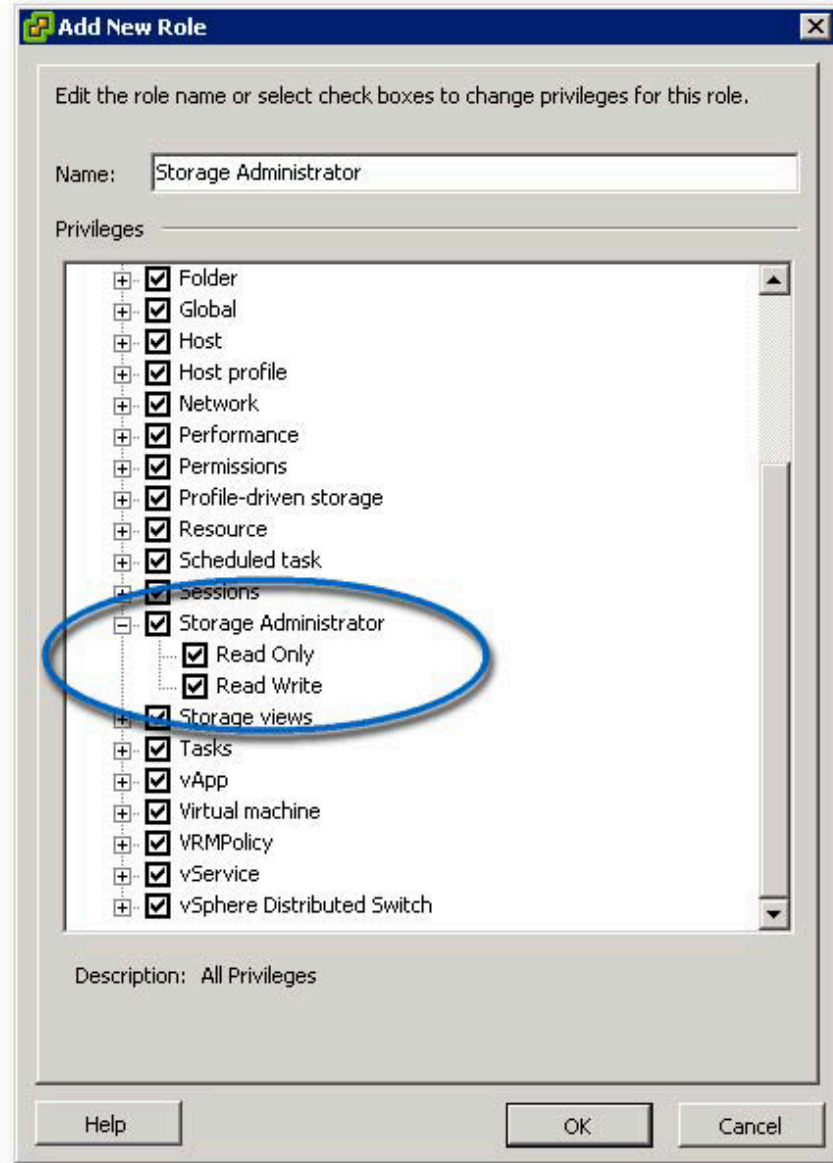 Add New Role
Edit the role name or select check boxes to change privileges for this role.
Name: Storage Administrator
Privileges
Folder
Global
Host
Host profile
Network
Performance
Permissions
Profile-driven storage
Resource
Scheduled task
Sessions
Storage Administrator
Read Only
Read Write
Storage views
Tasks
vApp
Virtual machine
VRMPolicy
vService
vSphere Distributed Switch
Description: All Privileges
Help OK Cancel